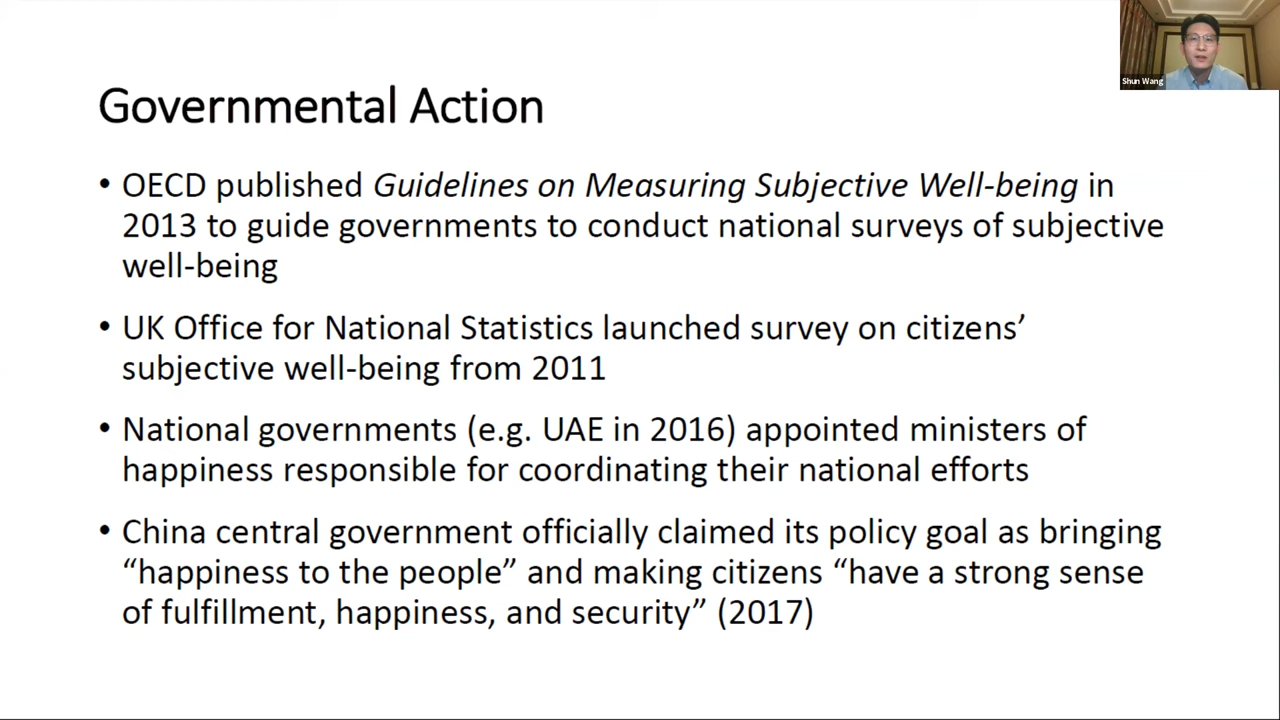 Shun Wang
Governmental Action
• OECD published Guidelines on Measuring Subjective Well-being in
2013 to guide governments to conduct national surveys of subjective
well-being
• UK Office for National Statistics launched survey on citizens’
subjective well-being from 2011
• National governments (e.g. UAE in 2016) appointed ministers of
happiness responsible for coordinating their national efforts
• China central government officially claimed its policy goal as bringing
“happiness to the people” and making citizens “have a strong sense
of fulfillment, happiness, and security” (2017)